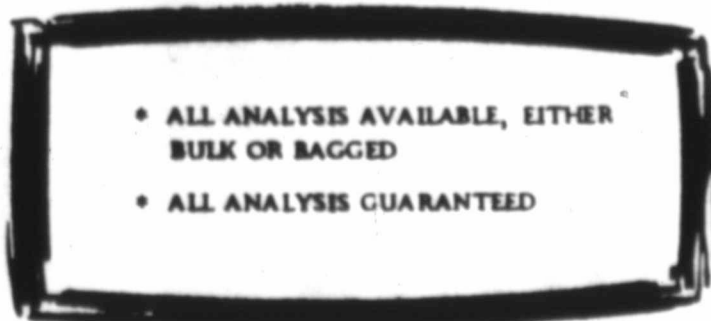 * ALL ANALYSIS AVAILABLE, EITHER
BULK OR BAGGED
* ALL ANALYSIS GUARANTEED